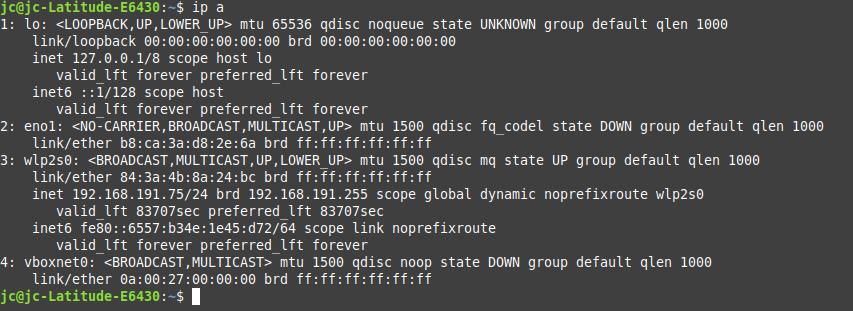 jc@jc-Latitude-E6430:~$ ip a
1: lo: <LOOPBACK,UP,LOWER_UP> mtu 65536 qdisc noqueue state UNKNOWN group default qlen 1000
    link/loopback 00:00:00:00:00:00 brd 00:00:00:00:00:00
    inet 127.0.0.1/8 scope host lo
       valid_lft forever preferred_lft forever
    inet6 ::1/128 scope host
       valid_lft forever preferred_lft forever
2: eno1: <NO-CARRIER,BROADCAST,MULTICAST,UP> mtu 1500 qdisc fq_codel state DOWN group default qlen 1000
    link/ether b8:ca:3a:d8:2e:6a brd ff:ff:ff:ff:ff:ff
3: wlp2s0: <BROADCAST,MULTICAST,UP,LOWER_UP> mtu 1500 qdisc mq state UP group default qlen 1000
    link/ether 84:3a:4b:8a:24:bc brd ff:ff:ff:ff:ff:ff
    inet 192.168.191.75/24 brd 192.168.191.255 scope global dynamic noprefixroute wlp2s0
       valid_lft 83707sec preferred_lft 83707sec
    inet6 fe80::6557:b34e:1e45:d72/64 scope link noprefixroute
       valid_lft forever preferred_lft forever
4: vboxnet0: <BROADCAST,MULTICAST> mtu 1500 qdisc noop state DOWN group default qlen 1000
    link/ether 0a:00:27:00:00:00 brd ff:ff:ff:ff:ff:ff
jc@jc-Latitude-E6430:~$